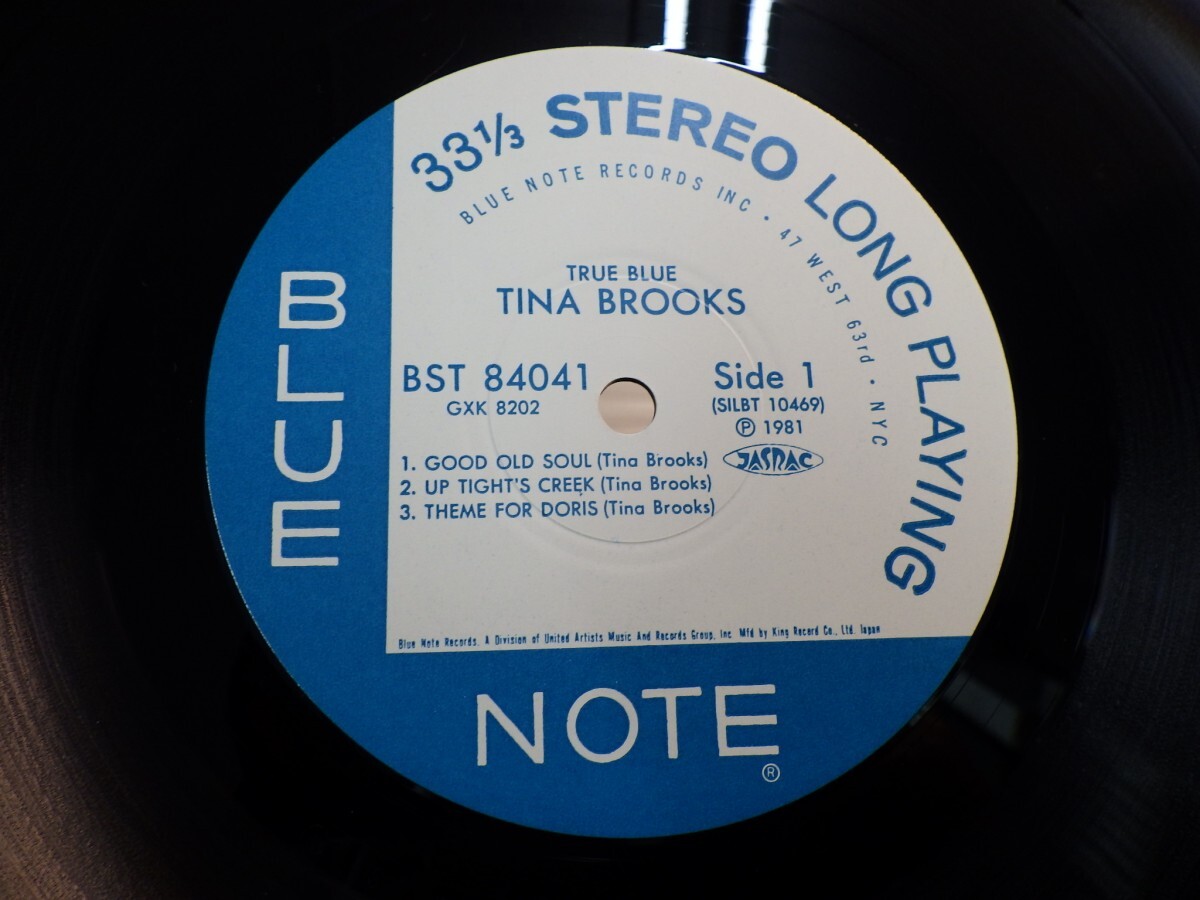 33⅓ STEREO LONG PLAYING
BLUE NOTE RECORDS INC • 47 WEST 63rd • NYC
TRUE BLUE
TINA BROOKS
BST 84041
GXK 8202
Side 1
(SILBT 10469)
Ⓟ 1981
JASRAC
1. GOOD OLD SOUL (Tina Brooks)
2. UP TIGHT'S CREEK (Tina Brooks)
3. THEME FOR DORIS (Tina Brooks)
Blue Note Records. A Division of United Artists Music And Records Group, Inc Mfd by King Record Co., Ltd. Japan
BLUE
NOTE
®